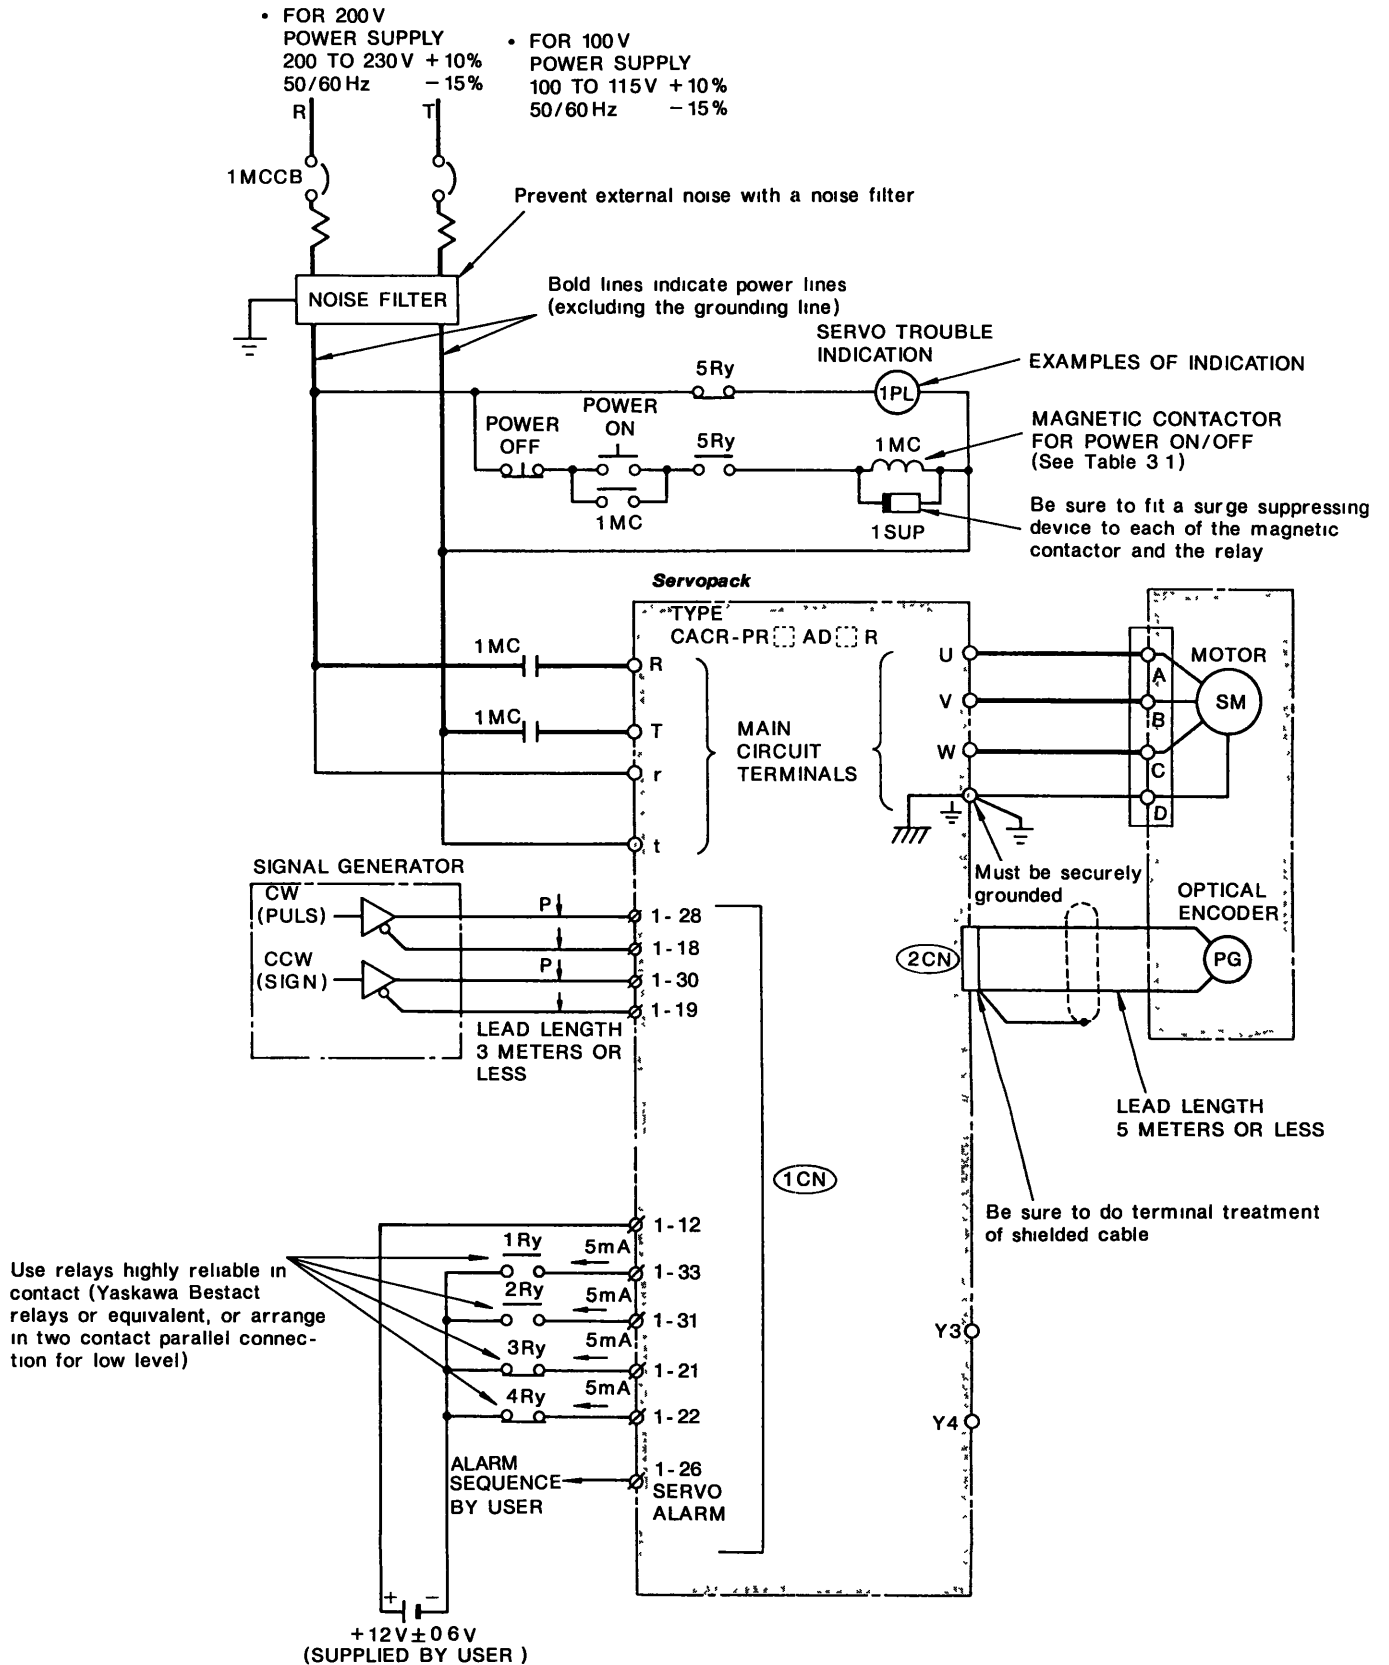 • FOR 200V
POWER SUPPLY
200 TO 230V +10%
50/60 Hz -15%
• FOR 100V
POWER SUPPLY
100 TO 115V +10%
50/60 Hz -15%
R
T
1MCCB
Prevent external noise with a noise filter
NOISE FILTER
Bold lines indicate power lines
(excluding the grounding line)
SERVO TROUBLE
INDICATION
5Ry
1PL
EXAMPLES OF INDICATION
POWER
OFF
POWER
ON
5Ry
1MC
MAGNETIC CONTACTOR
FOR POWER ON/OFF
(See Table 3 1)
1MC
1SUP
Be sure to fit a surge suppressing
device to each of the magnetic
contactor and the relay
Servopack
TYPE
CACR-PR AD R
1MC
R
U
A
MOTOR
SM
V
B
1MC
T
MAIN
CIRCUIT
TERMINALS
W
C
r
D
t
Must be securely
grounded
SIGNAL GENERATOR
CW
(PULS)
P
1-28
1-18
CCW
(SIGN)
P
1-30
1-19
LEAD LENGTH
3 METERS OR
LESS
OPTICAL
ENCODER
2CN
PG
LEAD LENGTH
5 METERS OR LESS
1CN
Be sure to do terminal treatment
of shielded cable
1-12
1Ry
5mA
1-33
2Ry
5mA
1-31
3Ry
5mA
1-21
4Ry
5mA
1-22
Use relays highly reliable in
contact (Yaskawa Bestact
relays or equivalent, or arrange
in two contact parallel connec-
tion for low level)
Y3
Y4
ALARM
SEQUENCE
BY USER
1-26
SERVO
ALARM
+ −
+12V±0 6V
(SUPPLIED BY USER )